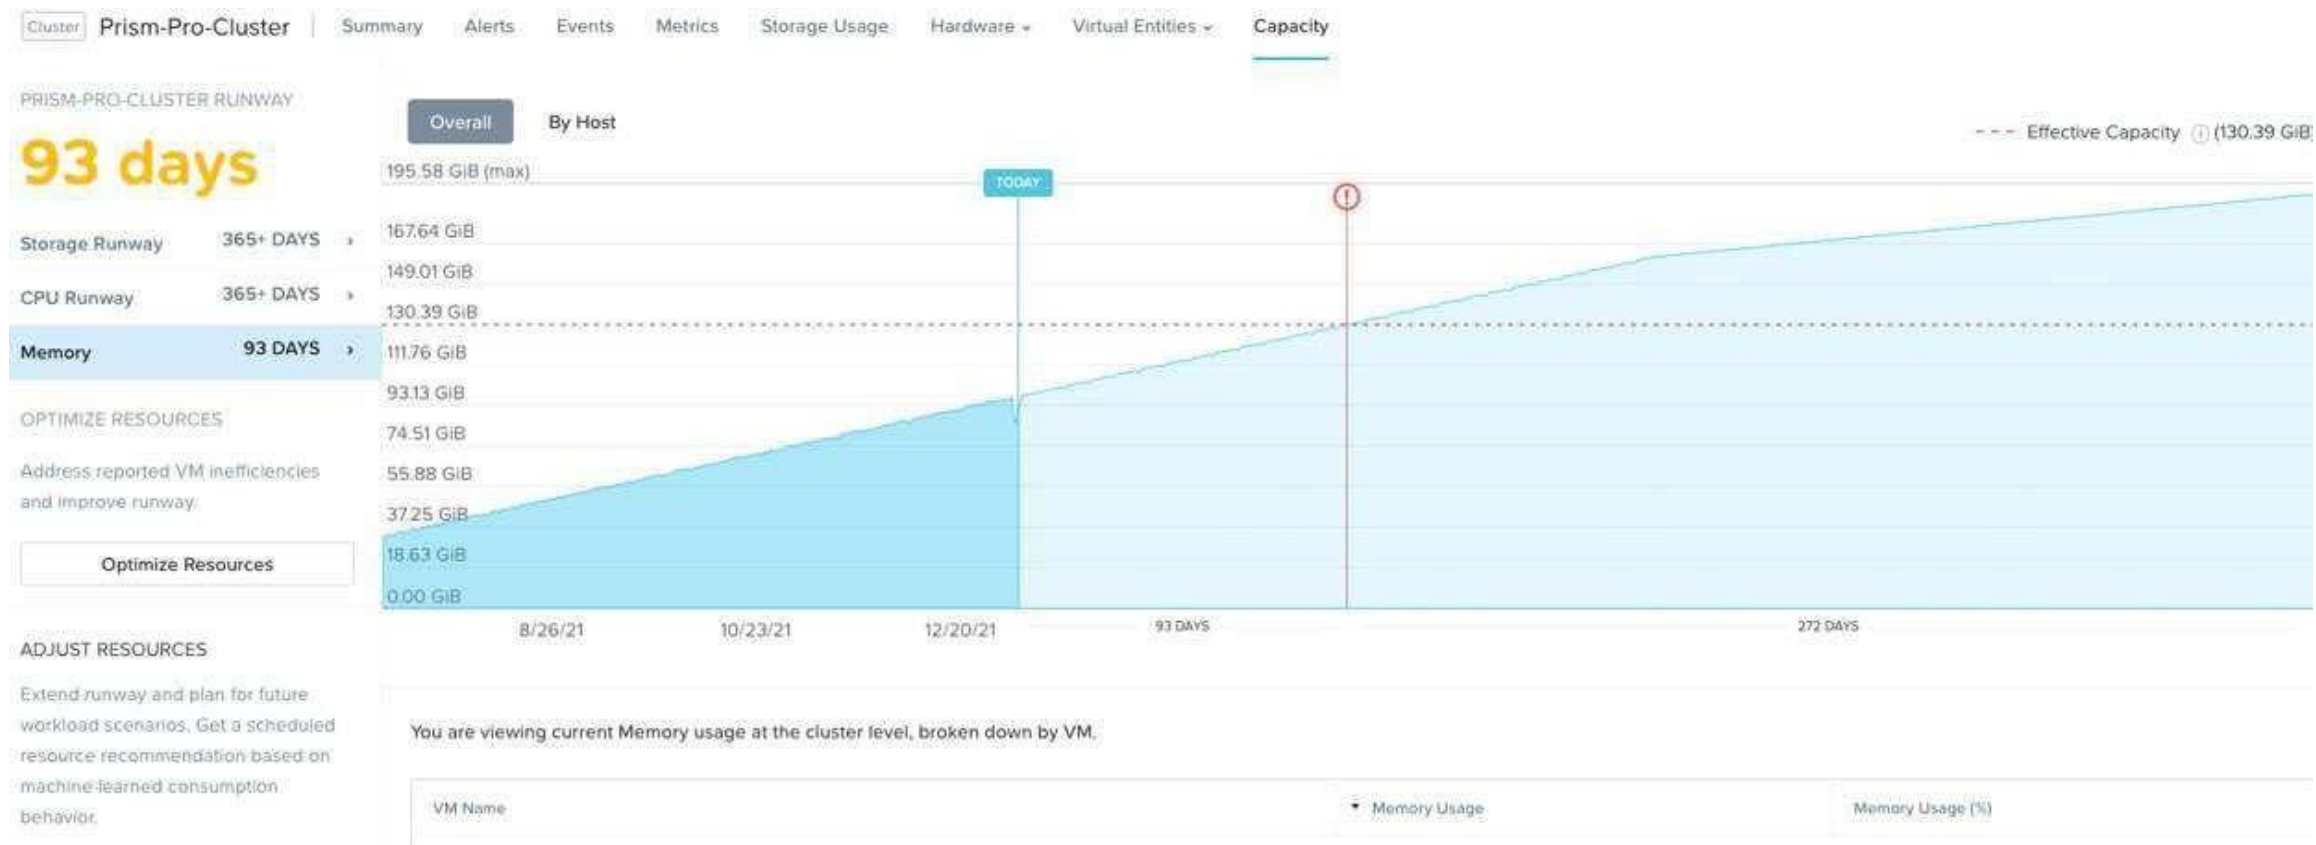 Cluster Prism-Pro-Cluster Summary Alerts Events Metrics Storage Usage Hardware Virtual Entities Capacity
PRISM-PRO-CLUSTER RUNWAY
93 days
Storage Runway 365+ DAYS
CPU Runway 365+ DAYS
Memory 93 DAYS
OPTIMIZE RESOURCES
Address reported VM inefficiencies
and improve runway.
Optimize Resources
ADJUST RESOURCES
Extend runway and plan for future
workload scenarios. Get a scheduled
resource recommendation based on
machine-learned consumption
behavior.
Overall By Host
--- Effective Capacity (130.39 GiB)
195.58 GiB (max)
TODAY
167.64 GiB
149.01 GiB
130.39 GiB
111.76 GiB
93.13 GiB
74.51 GiB
55.88 GiB
37.25 GiB
18.63 GiB
0.00 GiB
8/26/21 10/23/21 12/20/21 93 DAYS 272 DAYS
You are viewing current Memory usage at the cluster level, broken down by VM.
VM Name Memory Usage Memory Usage (%)